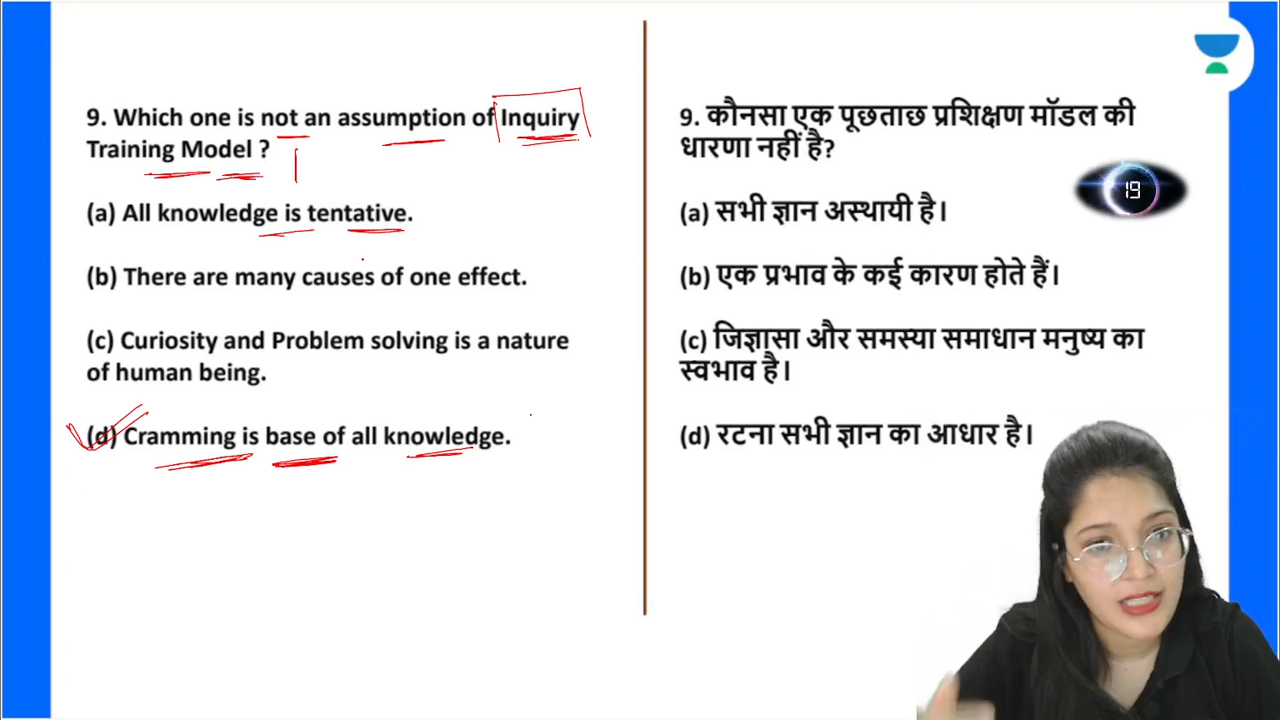 9. Which one is not an assumption of Inquiry
Training Model ?
(a) All knowledge is tentative.
(b) There are many causes of one effect.
(c) Curiosity and Problem solving is a nature
of human being.
(d) Cramming is base of all knowledge.
9. कौनसा एक पूछताछ प्रशिक्षण मॉडल की
धारणा नहीं है?
(a) सभी ज्ञान अस्थायी है।
(b) एक प्रभाव के कई कारण होते हैं।
(c) जिज्ञासा और समस्या समाधान मनुष्य का
स्वभाव है।
(d) रटना सभी ज्ञान का आधार है।
19